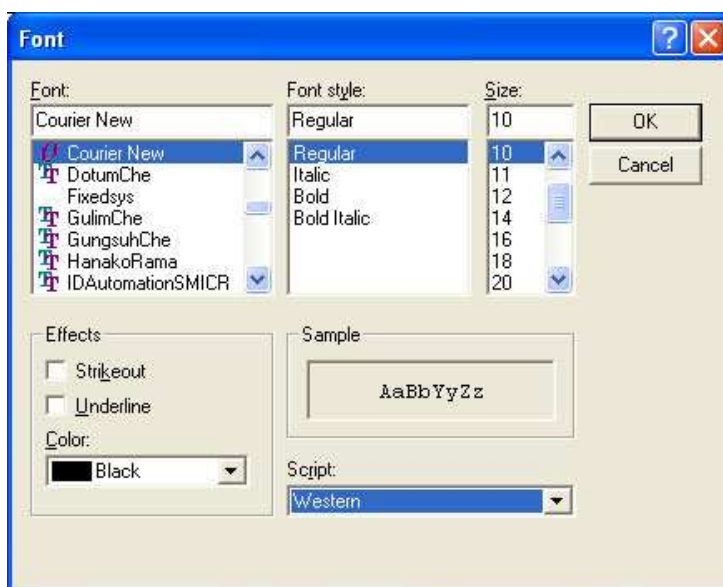 Font
Font:
Courier New
Courier New
DotumChe
Fixedsys
GulimChe
GungsuhChe
HanakoRama
IDAutomationSMICR
Font style:
Regular
Regular
Italic
Bold
Bold Italic
Size:
10
10
11
12
14
16
18
20
OK
Cancel
Effects
Strikeout
Underline
Color:
Black
Sample
AaBbYyZz
Script:
Western